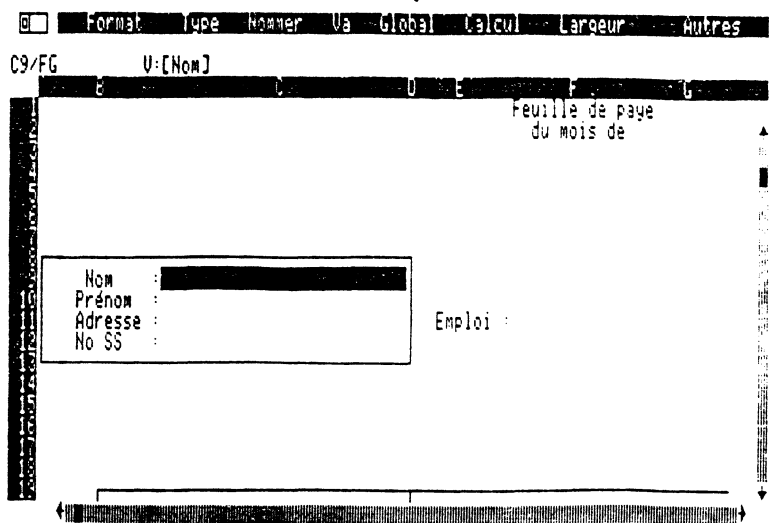 Format Type Nommer Va Global Calcul Largeur Autres
C9/FG V:[Nom]
B C D E F G
Feuille de paye
du mois de
Nom :
Prénom :
Adresse : Emploi :
No SS :